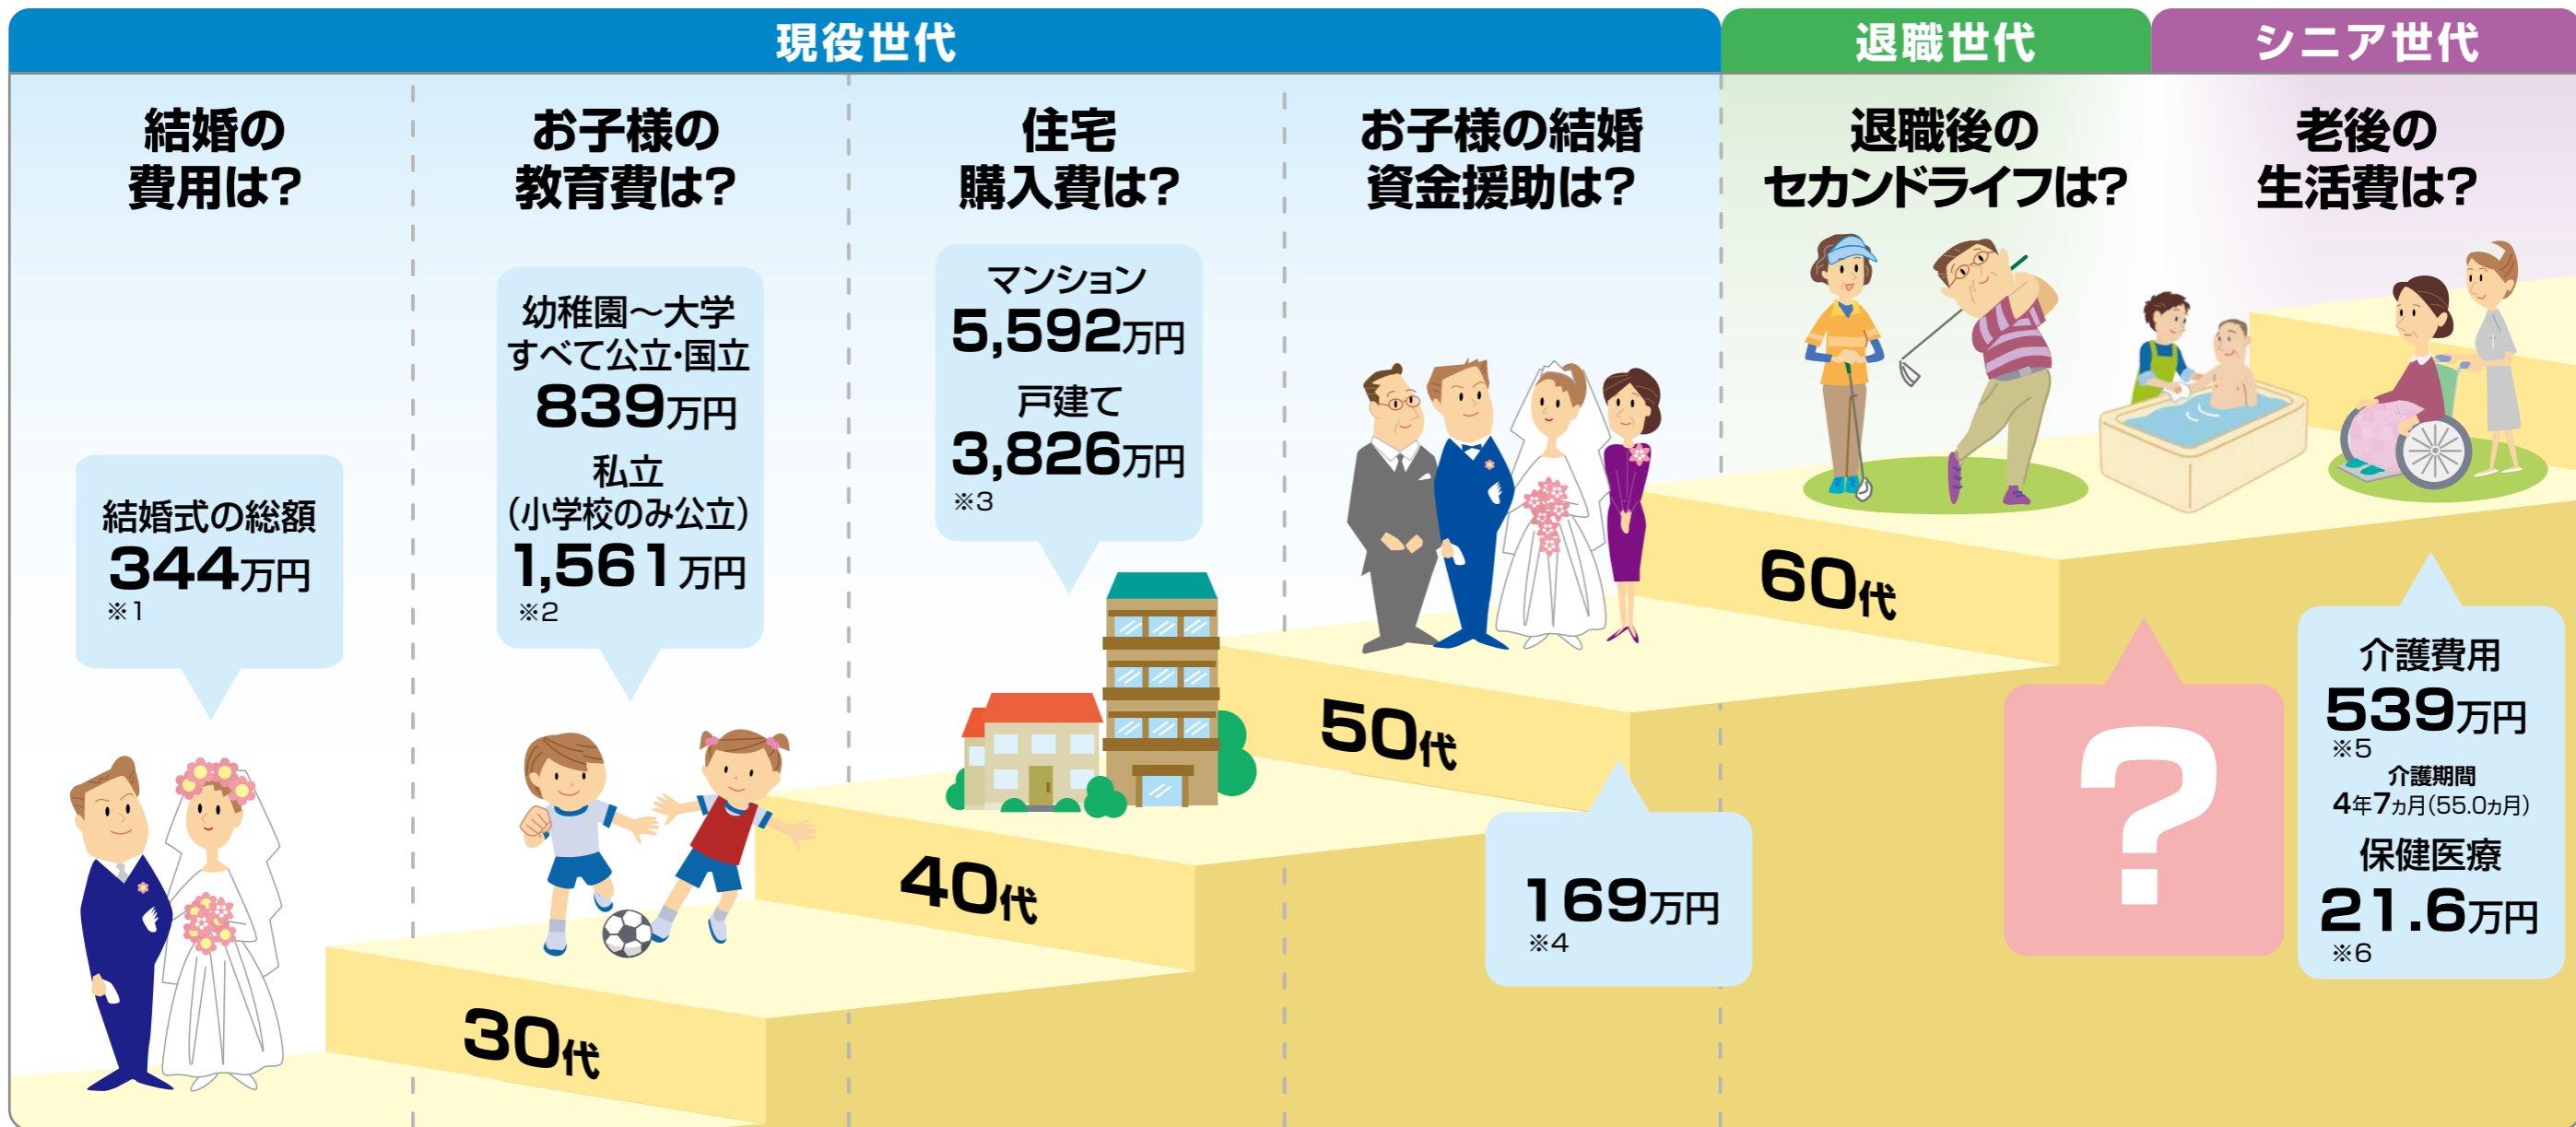 現役世代
退職世代
シニア世代
結婚の
費用は?
結婚式の総額
344万円
※1
お子様の
教育費は?
幼稚園～大学
すべて公立・国立
839万円
私立
（小学校のみ公立）
1,561万円
※2
住宅
購入費は?
マンション
5,592万円
戸建て
3,826万円
※3
お子様の結婚
資金援助は?
169万円
※4
退職後の
セカンドライフは?
?
老後の
生活費は?
介護費用
539万円
※5
介護期間
4年7ヵ月（55.0ヵ月）
保健医療
21.6万円
※6
30代
40代
50代
60代